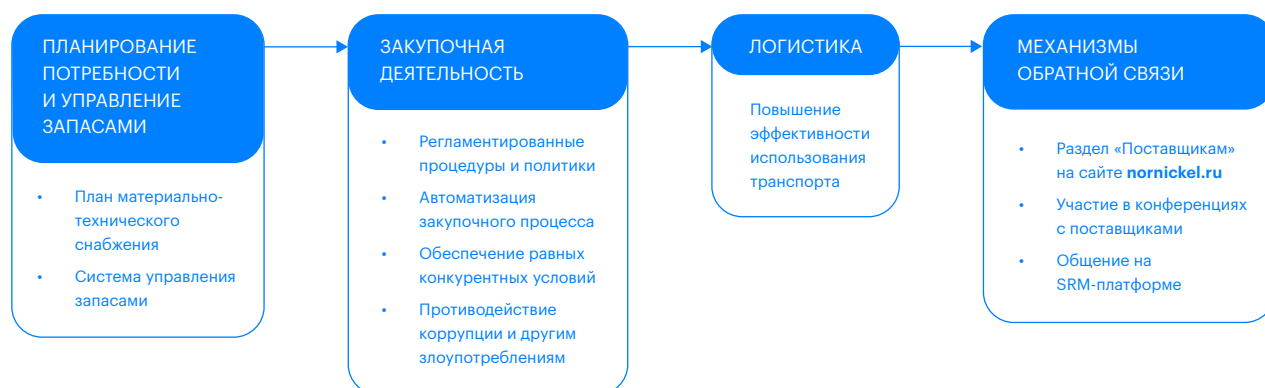 ПЛАНИРОВАНИЕ
ПОТРЕБНОСТИ
И УПРАВЛЕНИЕ
ЗАПАСАМИ
• План материально-
технического
снабжения
• Система управления
запасами
ЗАКУПОЧНАЯ
ДЕЯТЕЛЬНОСТЬ
• Регламентированные
процедуры и политики
• Автоматизация
закупочного процесса
• Обеспечение равных
конкурентных условий
• Противодействие
коррупции и другим
злоупотреблениям
ЛОГИСТИКА
Повышение
эффективности
использования
транспорта
МЕХАНИЗМЫ
ОБРАТНОЙ СВЯЗИ
• Раздел «Поставщикам»
на сайте nornickel.ru
• Участие в конференциях
с поставщиками
• Общение на
SRM-платформе